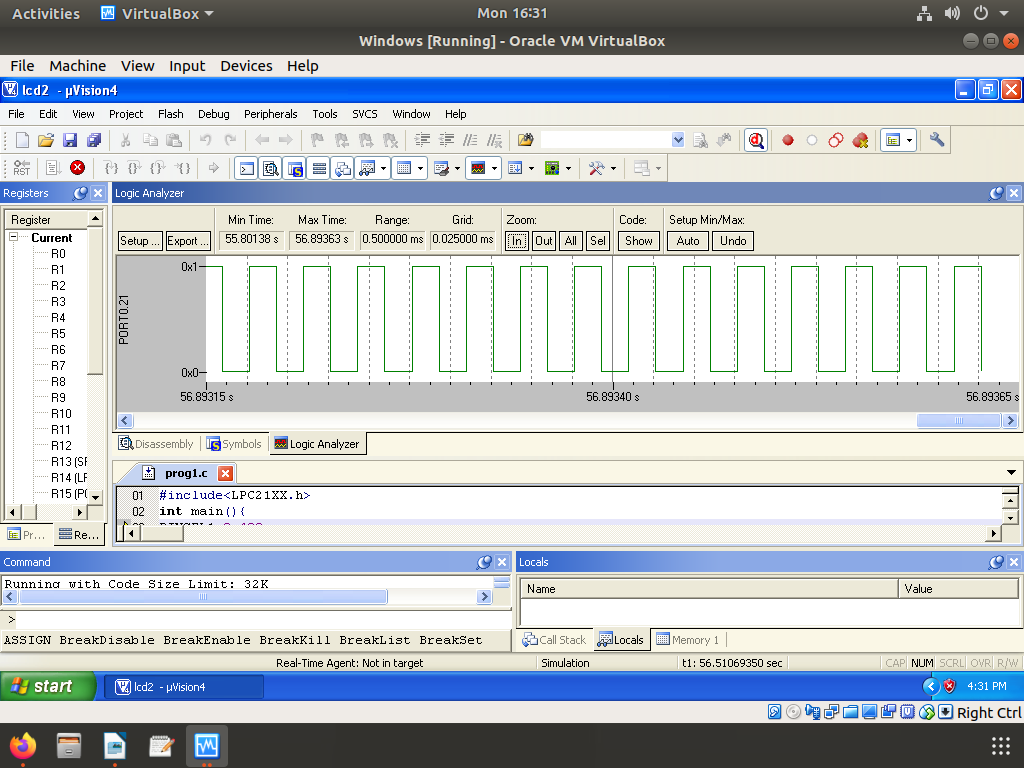 Activities VirtualBox Mon 16:31
Windows [Running] - Oracle VM VirtualBox
File Machine View Input Devices Help
lcd2 - µVision4
File Edit View Project Flash Debug Peripherals Tools SVCS Window Help
RST
Registers
Logic Analyzer
Register
Current
R0
R1
R2
R3
R4
R5
R6
R7
R8
R9
R10
R11
R12
R13 (SF
R14 (LF
R15 (P(
Pr... Re...
Min Time: Max Time: Range: Grid: Zoom: Code: Setup Min/Max:
Setup ... Export ... 55.80138 s 56.89363 s 0.500000 ms 0.025000 ms In Out All Sel Show Auto Undo
0x1
PORT0.21
0x0
56.89315 s 56.89340 s 56.89365 s
Disassembly Symbols Logic Analyzer
prog1.c
01 #include<LPC21XX.h>
02 int main(){
Command
Running with Code Size Limit: 32K
>
ASSIGN BreakDisable BreakEnable BreakKill BreakList BreakSet
Locals
Name Value
Call Stack Locals Memory 1
Real-Time Agent: Not in target Simulation t1: 56.51069350 sec CAP NUM SCRL OVR R/W
start lcd2 - µVision4 4:31 PM
Right Ctrl